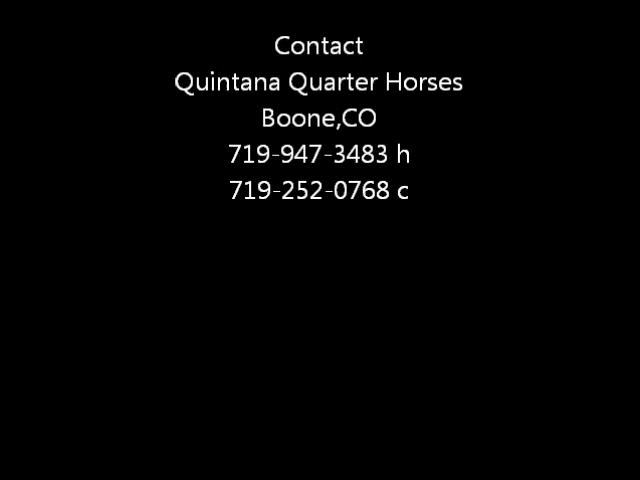 Contact
Quintana Quarter Horses
Boone,CO
719-947-3483 h
719-252-0768 c